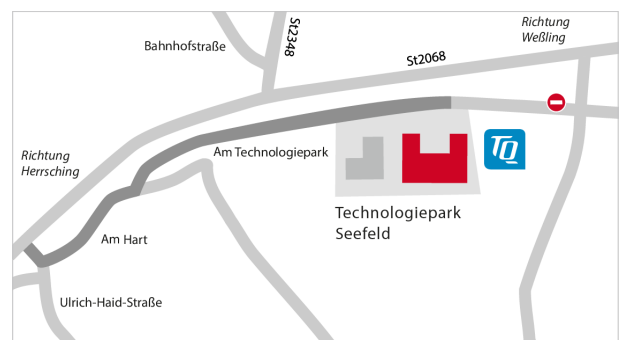 Richtung
Weßling
St2348
Bahnhofstraße
St2068
Am Technologiepark
TQ
Richtung
Herrsching
Technologiepark
Seefeld
Am Hart
Ulrich-Haid-Straße